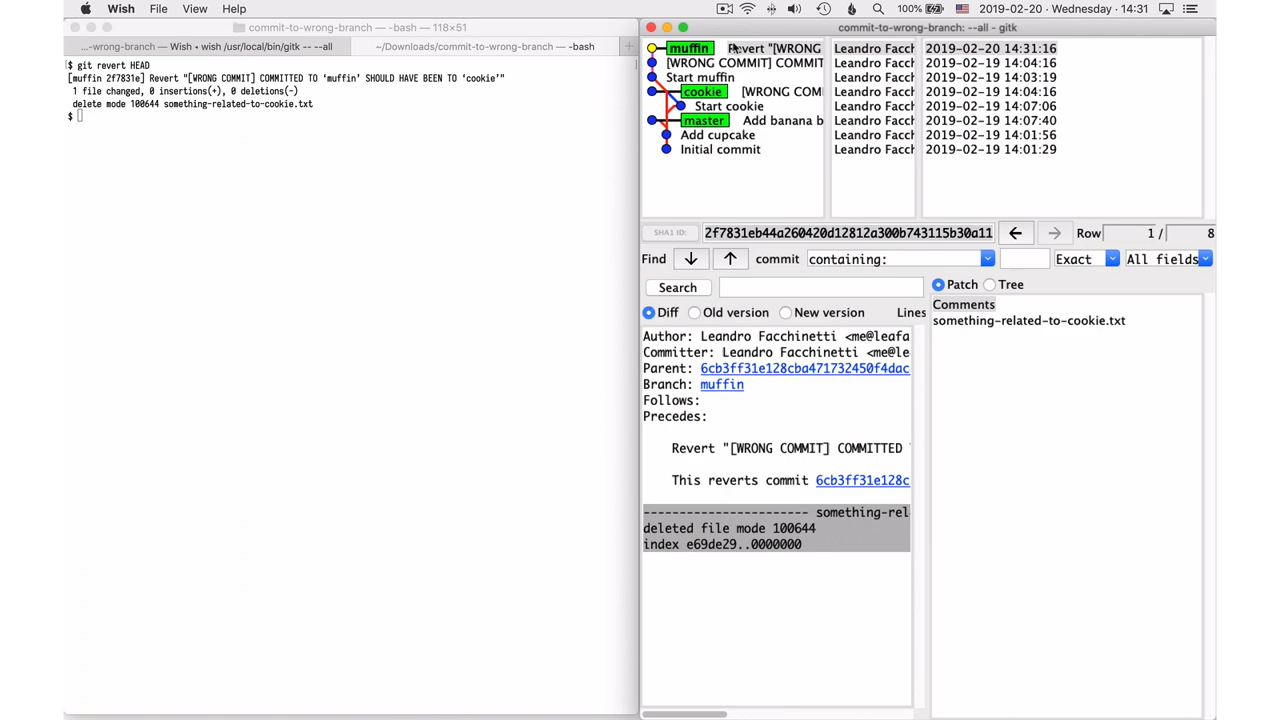 Wish File View Help 100% 2019-02-20 · Wednesday · 14:31
commit-to-wrong-branch — -bash — 118×51
...-wrong-branch — Wish ◂ wish /usr/local/bin/gitk -- --all
~/Downloads/commit-to-wrong-branch — -bash
+
$ git revert HEAD
[muffin 2f7831e] Revert "[WRONG COMMIT] COMMITTED TO ‘muffin’ SHOULD HAVE BEEN TO ‘cookie’"
1 file changed, 0 insertions(+), 0 deletions(-)
delete mode 100644 something-related-to-cookie.txt
$
commit-to-wrong-branch: --all - gitk
muffin Revert "[WRONG Leandro Facch 2019-02-20 14:31:16
[WRONG COMMIT] COMMIT Leandro Facch 2019-02-19 14:04:16
Start muffin Leandro Facch 2019-02-19 14:03:19
cookie [WRONG COM Leandro Facch 2019-02-19 14:04:16
Start cookie Leandro Facch 2019-02-19 14:07:06
master Add banana b Leandro Facch 2019-02-19 14:07:40
Add cupcake Leandro Facch 2019-02-19 14:01:56
Initial commit Leandro Facch 2019-02-19 14:01:29
SHA1 ID: 2f7831eb44a260420d12812a300b743115b30a11 Row 1 / 8
Find commit containing: Exact All fields
Search
Diff Old version New version Lines
Author: Leandro Facchinetti <me@leafa
Committer: Leandro Facchinetti <me@le
Parent: 6cb3ff31e128cba471732450f4dac
Branch: muffin
Follows:
Precedes:
Revert "[WRONG COMMIT] COMMITTED
This reverts commit 6cb3ff31e128c
----------------------- something-rel
deleted file mode 100644
index e69de29..0000000
Patch Tree
Comments
something-related-to-cookie.txt